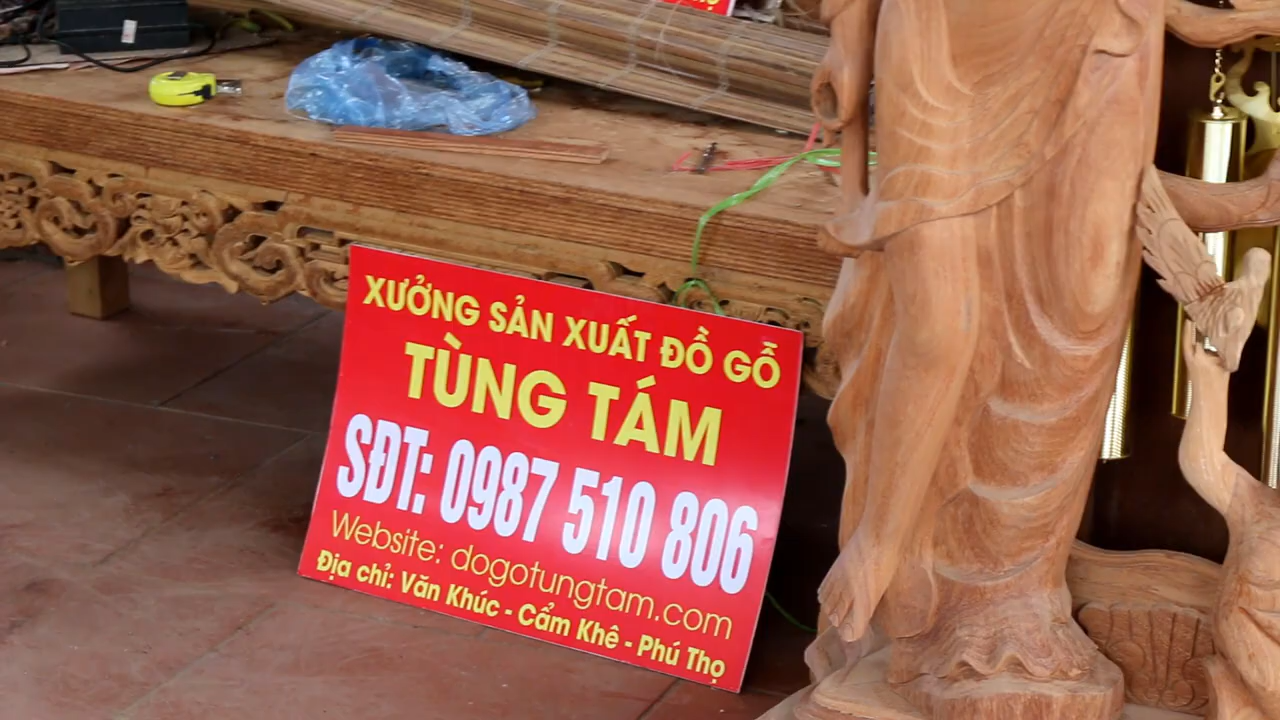 XƯỞNG SẢN XUẤT ĐỒ GỖ
TÙNG TÁM
SĐT: 0987 510 806
Website: dogotungtam.com
Địa chỉ: Văn Khúc - Cẩm Khê - Phú Thọ